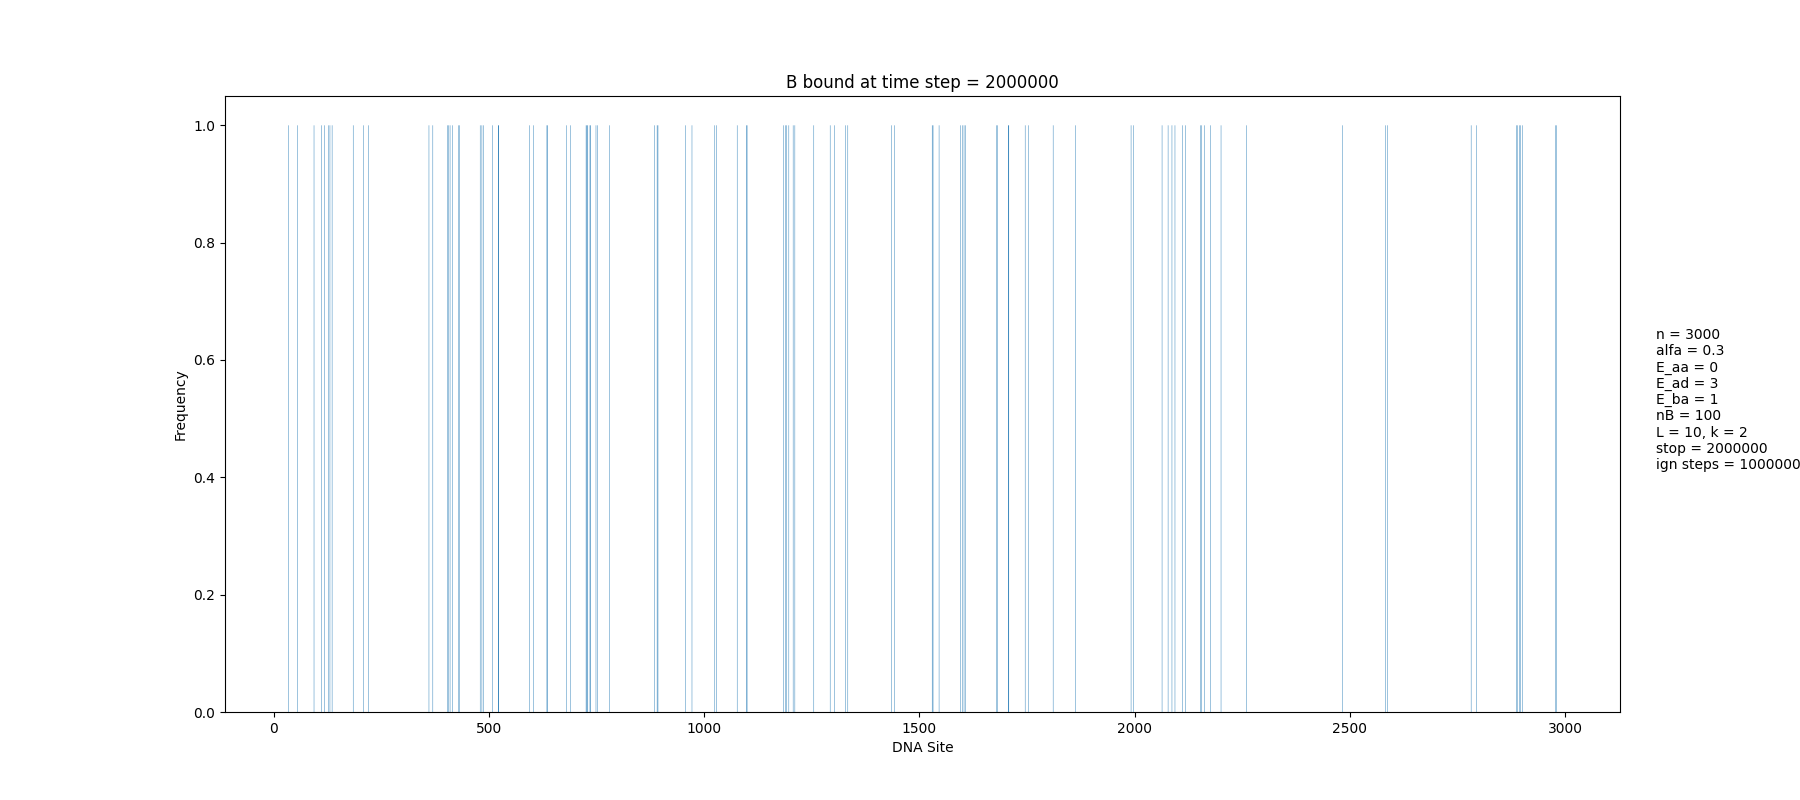 B bound at time step = 2000000
1.0
0.8
0.6
0.4
0.2
0.0
Frequency
0 500 1000 1500 2000 2500 3000
DNA Site
n = 3000
alfa = 0.3
E_aa = 0
E_ad = 3
E_ba = 1
nB = 100
L = 10, k = 2
stop = 2000000
ign steps = 1000000